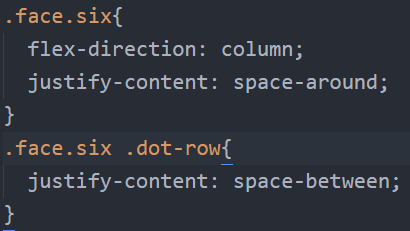 .face.six{
  flex-direction: column;
  justify-content: space-around;
}
.face.six .dot-row{
  justify-content: space-between;
}